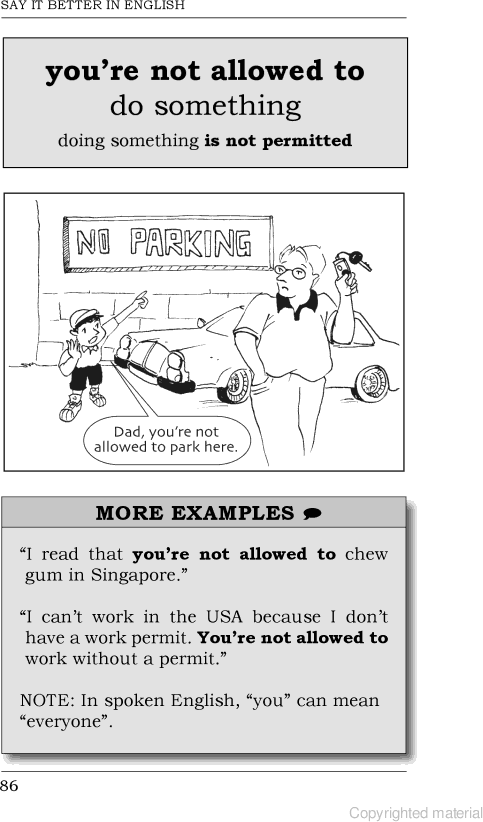 SAY IT BETTER IN ENGLISH
you’re not allowed to
do something
doing something is not permitted
NO PARKING
Dad, you’re not
allowed to park here.
MORE EXAMPLES
“I read that you’re not allowed to chew
gum in Singapore.”
“I can’t work in the USA because I don’t
have a work permit. You’re not allowed to
work without a permit.”
NOTE: In spoken English, “you” can mean
“everyone”.
86
Copyrighted material